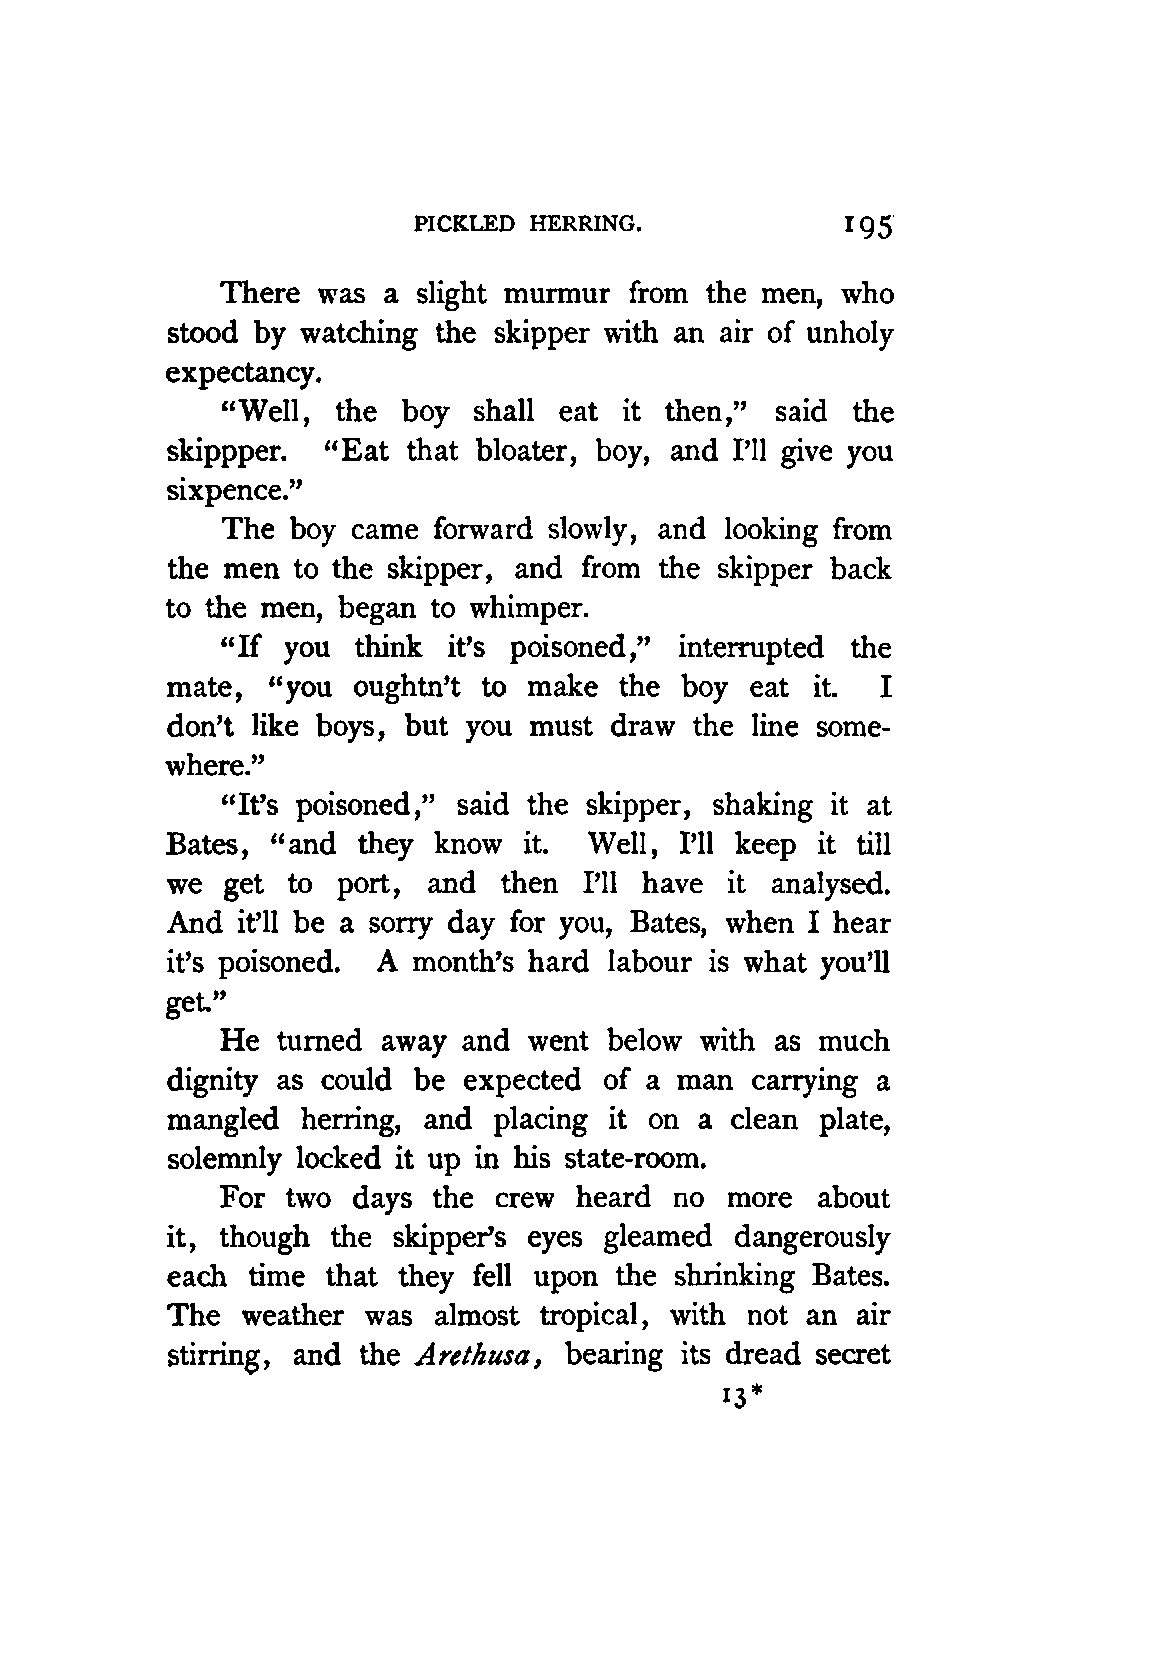 PICKLED HERRING. 195
There was a slight murmur from the men, who
stood by watching the skipper with an air of unholy
expectancy.
“Well, the boy shall eat it then,” said the
skippper. “Eat that bloater, boy, and I’ll give you
sixpence.”
The boy came forward slowly, and looking from
the men to the skipper, and from the skipper back
to the men, began to whimper.
“If you think it’s poisoned,” interrupted the
mate, “you oughtn’t to make the boy eat it. I
don’t like boys, but you must draw the line some-
where.”
“It’s poisoned,” said the skipper, shaking it at
Bates, “and they know it. Well, I’ll keep it till
we get to port, and then I’ll have it analysed.
And it’ll be a sorry day for you, Bates, when I hear
it’s poisoned. A month’s hard labour is what you’ll
get.”
He turned away and went below with as much
dignity as could be expected of a man carrying a
mangled herring, and placing it on a clean plate,
solemnly locked it up in his state-room.
For two days the crew heard no more about
it, though the skipper’s eyes gleamed dangerously
each time that they fell upon the shrinking Bates.
The weather was almost tropical, with not an air
stirring, and the Arethusa, bearing its dread secret
13*